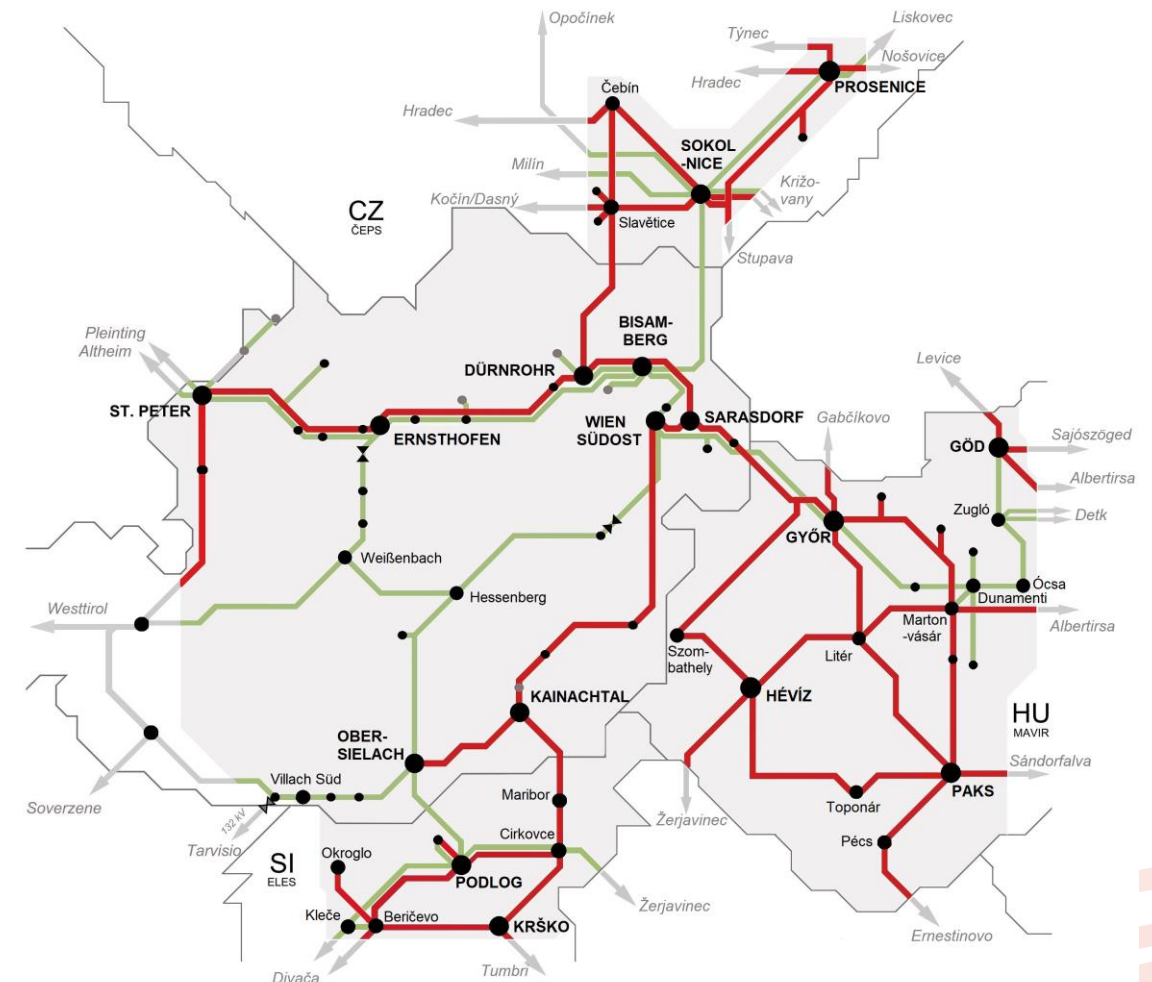 Opočínek
Týnec
Liskovec
Nošovice
Hradec
PROSENICE
Čebín
Hradec
SOKOL
-NICE
Milín
Križo-
vany
Kočín/Dasný
CZ
ČEPS
Slavětice
Stupava
BISAM-
BERG
Pleinting
Altheim
DÜRNROHR
Levice
ST. PETER
ERNSTHOFEN
WIEN
SÜDOST
SARASDORF
Gabčíkovo
GÖD
Sajószöged
Albertirsa
Zugló
Detk
GYŐR
Weißenbach
Hessenberg
Ócsa
Dunamenti
Westtirol
Marton
-vásár
Albertirsa
Szom-
bathely
Litér
HÉVÍZ
KAINACHTAL
HU
MAVIR
OBER-
SIELACH
Sándorfalva
Villach Süd
PAKS
Soverzene
Maribor
Toponár
132 kV
Žerjavinec
Tarvisio
Cirkovce
Pécs
SI
ELES
Okroglo
PODLOG
Žerjavinec
Kleče
Beričevo
KRŠKO
Ernestinovo
Divača
Tumbri